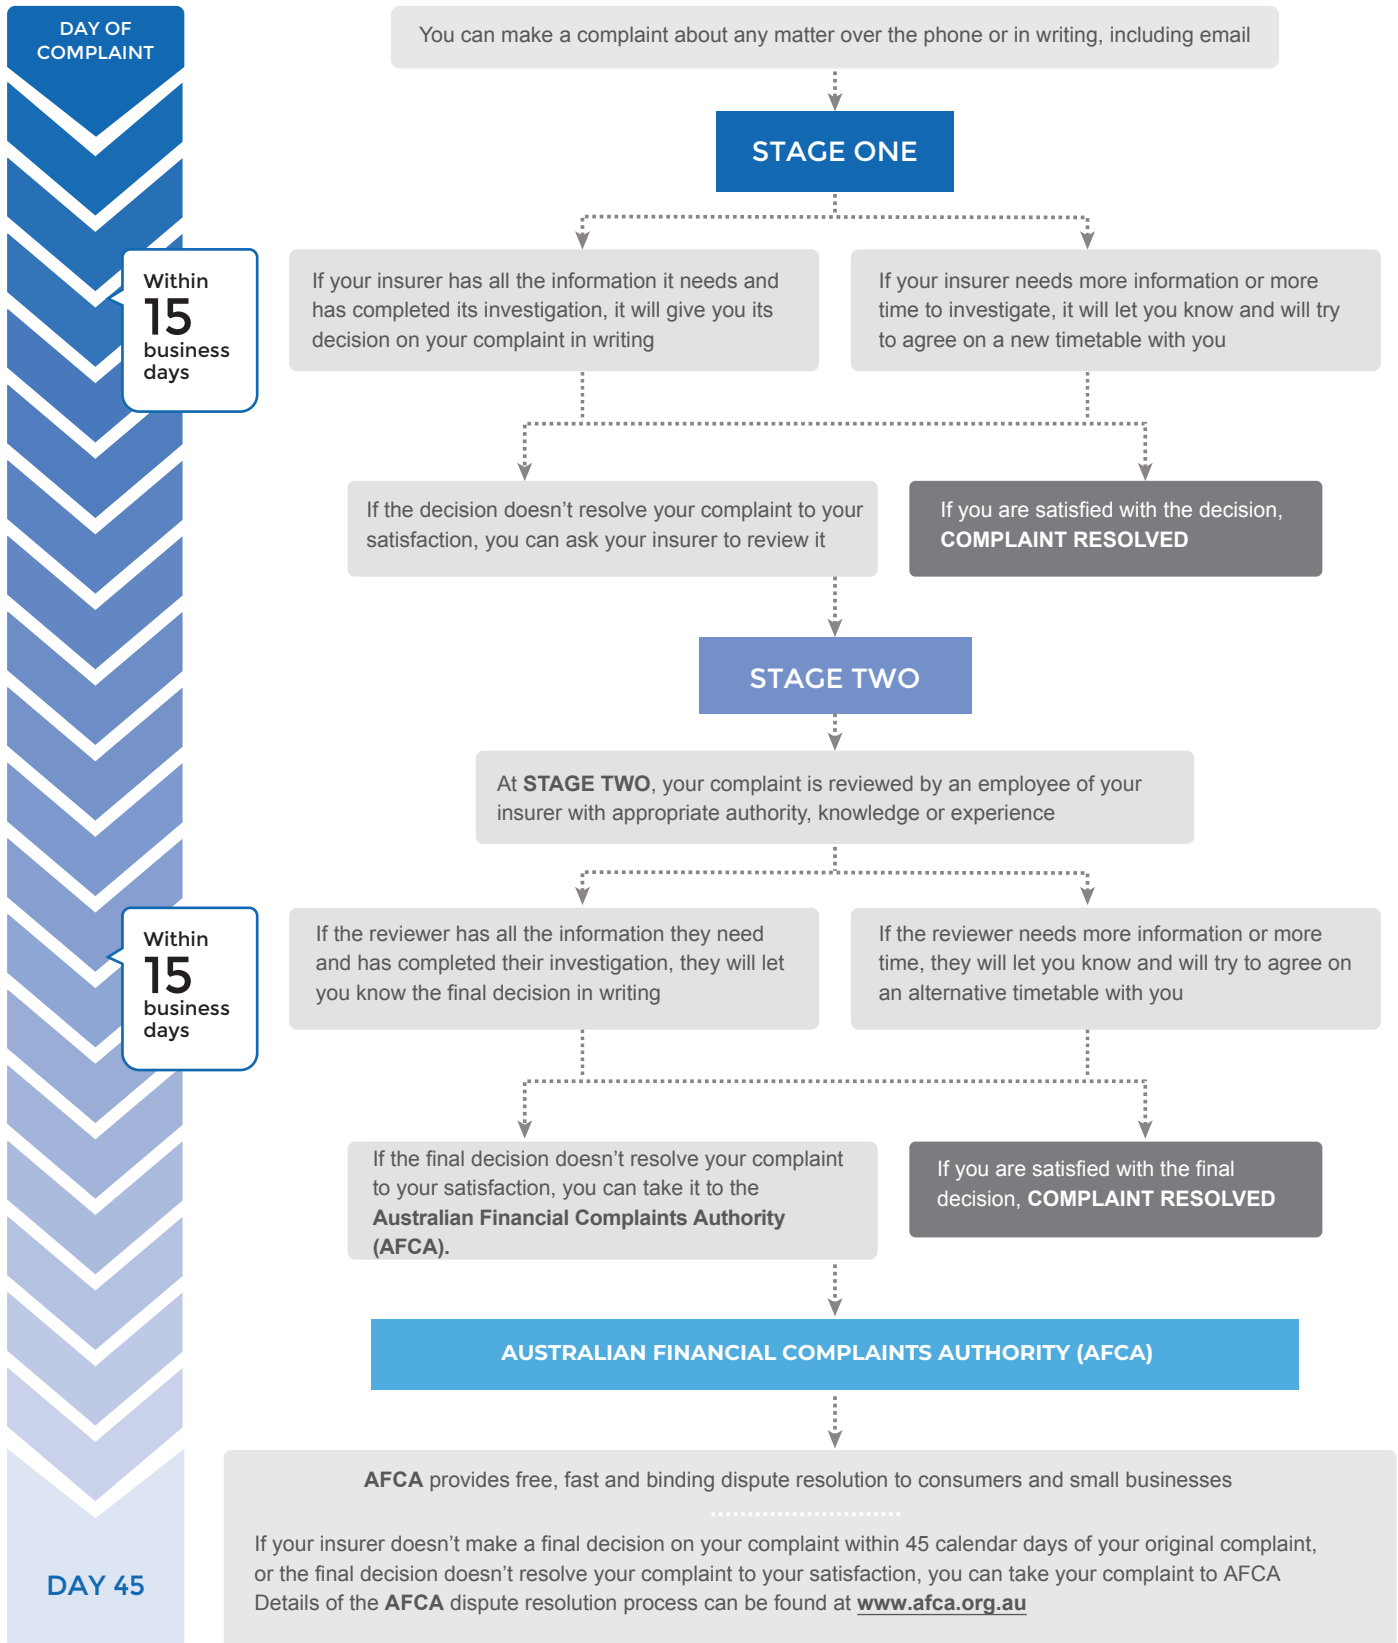 DAY OF
COMPLAINT
You can make a complaint about any matter over the phone or in writing, including email
STAGE ONE
Within
15
business
days
If your insurer has all the information it needs and
has completed its investigation, it will give you its
decision on your complaint in writing
If your insurer needs more information or more
time to investigate, it will let you know and will try
to agree on a new timetable with you
If the decision doesn’t resolve your complaint to your
satisfaction, you can ask your insurer to review it
If you are satisfied with the decision,
COMPLAINT RESOLVED
STAGE TWO
At STAGE TWO, your complaint is reviewed by an employee of your
insurer with appropriate authority, knowledge or experience
Within
15
business
days
If the reviewer has all the information they need
and has completed their investigation, they will let
you know the final decision in writing
If the reviewer needs more information or more
time, they will let you know and will try to agree on
an alternative timetable with you
If the final decision doesn’t resolve your complaint
to your satisfaction, you can take it to the
Australian Financial Complaints Authority
(AFCA).
If you are satisfied with the final
decision, COMPLAINT RESOLVED
AUSTRALIAN FINANCIAL COMPLAINTS AUTHORITY (AFCA)
AFCA provides free, fast and binding dispute resolution to consumers and small businesses
If your insurer doesn’t make a final decision on your complaint within 45 calendar days of your original complaint,
or the final decision doesn’t resolve your complaint to your satisfaction, you can take your complaint to AFCA
Details of the AFCA dispute resolution process can be found at www.afca.org.au
DAY 45